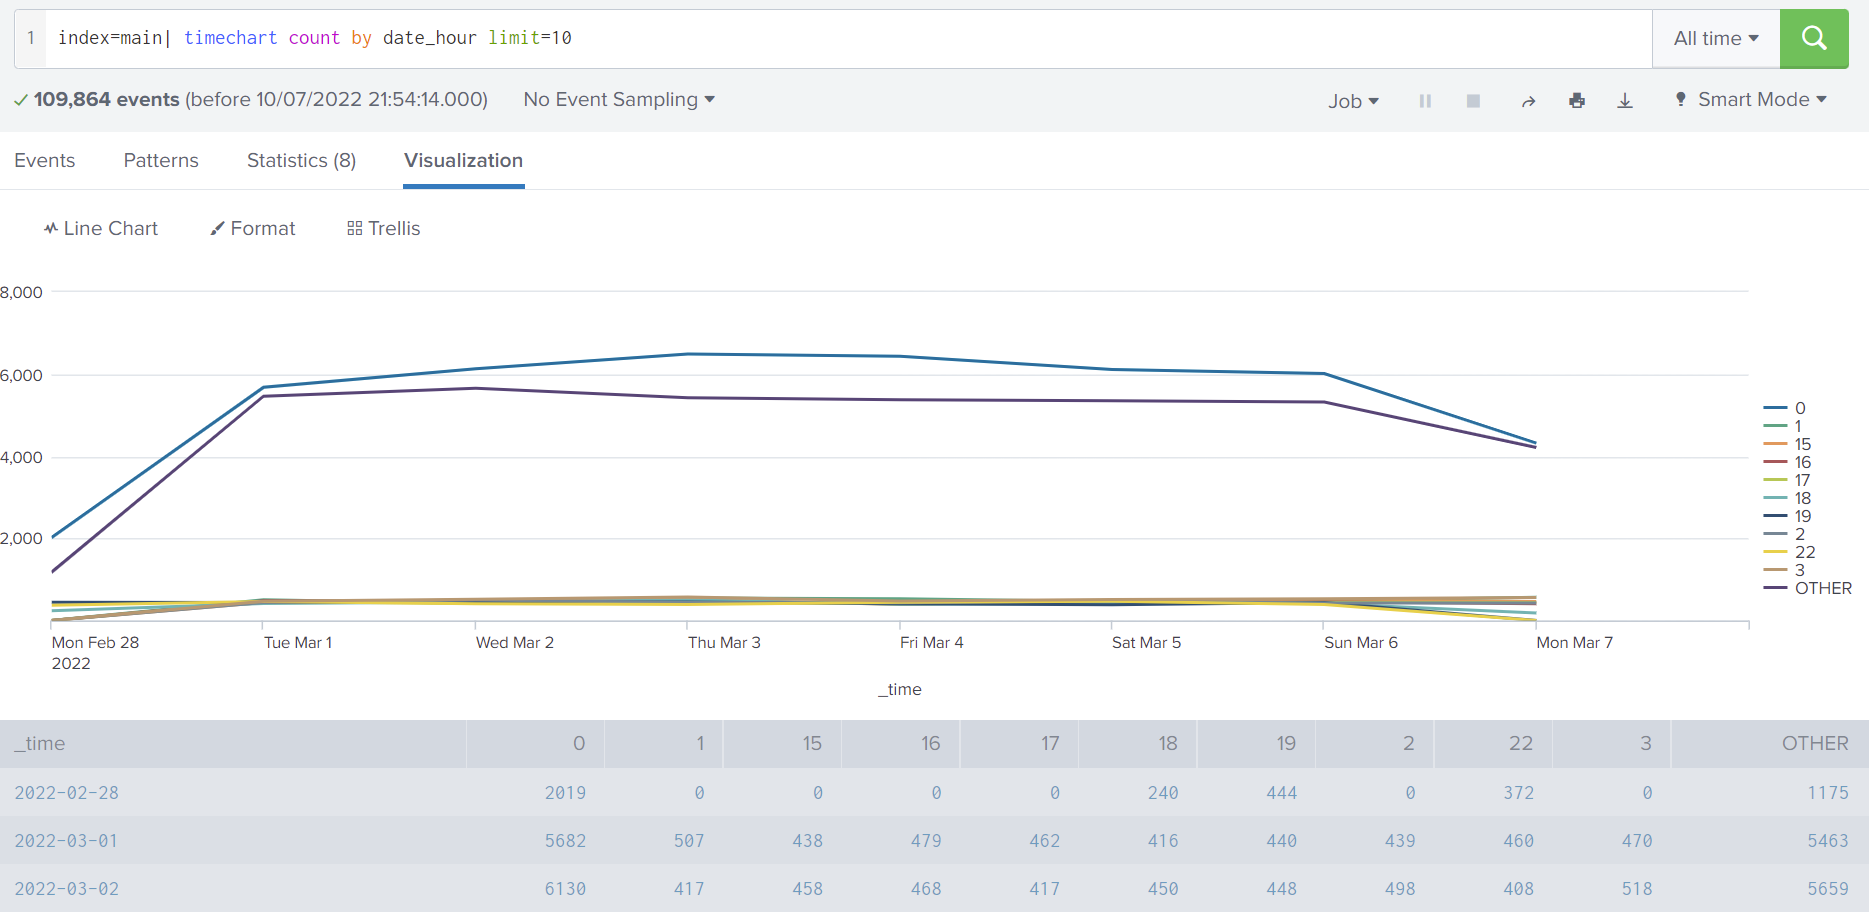 1 index=main| timechart count by date_hour limit=10 All time
109,864 events (before 10/07/2022 21:54:14.000) No Event Sampling Job Smart Mode
Events Patterns Statistics (8) Visualization
Line Chart Format Trellis
8,000
6,000
4,000
2,000
0
1
15
16
17
18
19
2
22
3
OTHER
Mon Feb 28 Tue Mar 1 Wed Mar 2 Thu Mar 3 Fri Mar 4 Sat Mar 5 Sun Mar 6 Mon Mar 7
2022
_time
_time 0 1 15 16 17 18 19 2 22 3 OTHER
2022-02-28 2019 0 0 0 0 240 444 0 372 0 1175
2022-03-01 5682 507 438 479 462 416 440 439 460 470 5463
2022-03-02 6130 417 458 468 417 450 448 498 408 518 5659